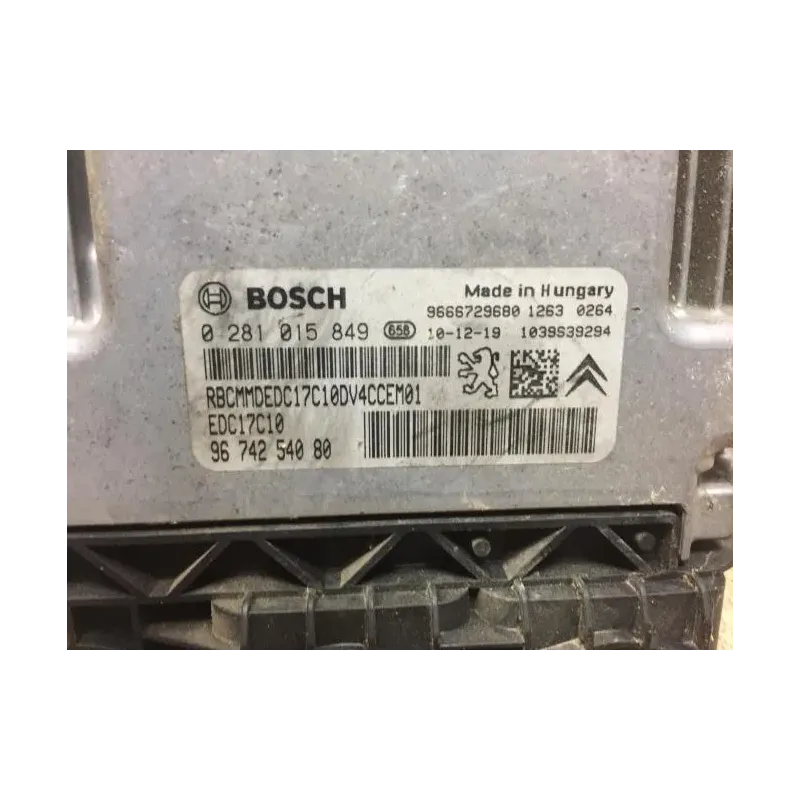 BOSCH
Made in Hungary
9666729680 1263 0264
0 281 015 849 658 10-12-19 1039S39294
RBCMMDEDC17C10DV4CCEM01
EDC17C10
96 742 540 80